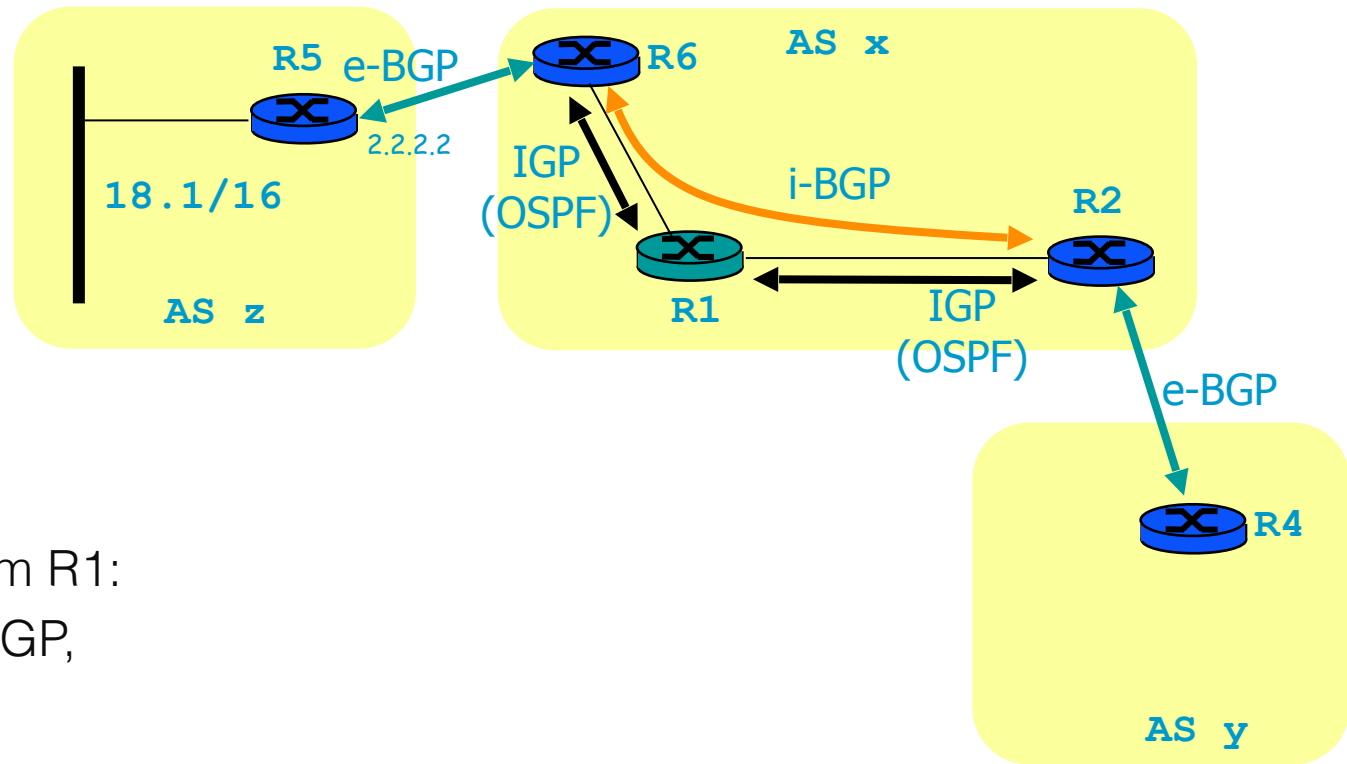 AS x
R5
e-BGP
R6
2.2.2.2
IGP
(OSPF)
i-BGP
18.1/16
R2
AS z
R1
IGP
(OSPF)
e-BGP
R4
m R1:
GP,
AS y